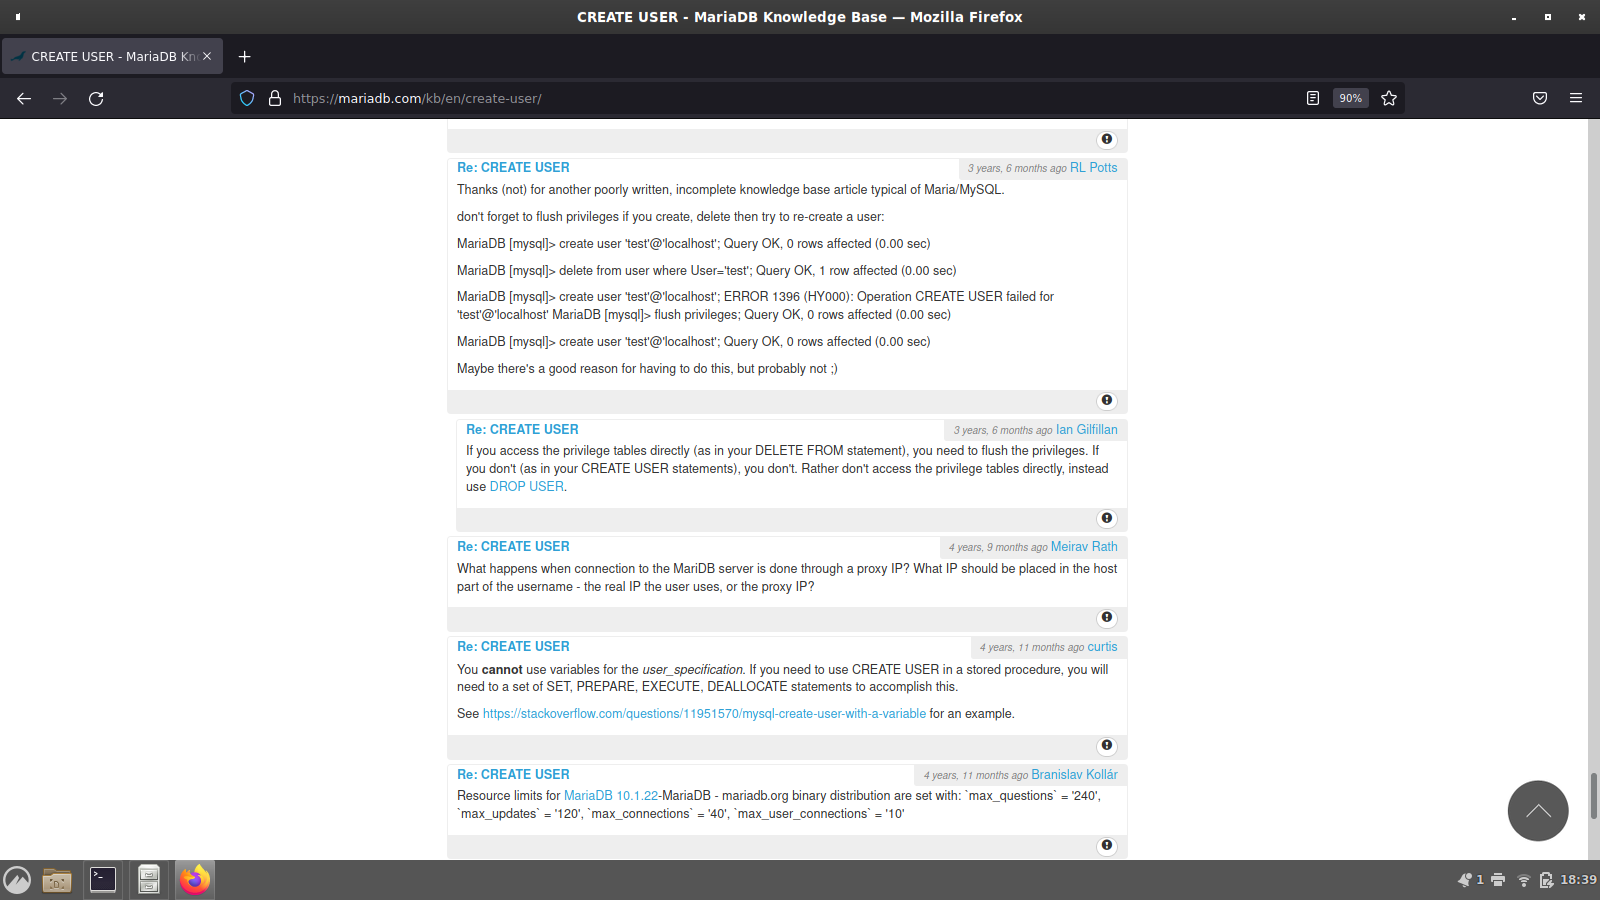 CREATE USER - MariaDB Knowledge Base — Mozilla Firefox
CREATE USER - MariaDB Kn
https://mariadb.com/kb/en/create-user/
90%
Re: CREATE USER
3 years, 6 months ago RL Potts
Thanks (not) for another poorly written, incomplete knowledge base article typical of Maria/MySQL.
don't forget to flush privileges if you create, delete then try to re-create a user:
MariaDB [mysql]> create user 'test'@'localhost'; Query OK, 0 rows affected (0.00 sec)
MariaDB [mysql]> delete from user where User='test'; Query OK, 1 row affected (0.00 sec)
MariaDB [mysql]> create user 'test'@'localhost'; ERROR 1396 (HY000): Operation CREATE USER failed for
'test'@'localhost' MariaDB [mysql]> flush privileges; Query OK, 0 rows affected (0.00 sec)
MariaDB [mysql]> create user 'test'@'localhost'; Query OK, 0 rows affected (0.00 sec)
Maybe there's a good reason for having to do this, but probably not ;)
Re: CREATE USER
3 years, 6 months ago Ian Gilfillan
If you access the privilege tables directly (as in your DELETE FROM statement), you need to flush the privileges. If
you don't (as in your CREATE USER statements), you don't. Rather don't access the privilege tables directly, instead
use DROP USER.
Re: CREATE USER
4 years, 9 months ago Meirav Rath
What happens when connection to the MariDB server is done through a proxy IP? What IP should be placed in the host
part of the username - the real IP the user uses, or the proxy IP?
Re: CREATE USER
4 years, 11 months ago curtis
You cannot use variables for the user_specification. If you need to use CREATE USER in a stored procedure, you will
need to a set of SET, PREPARE, EXECUTE, DEALLOCATE statements to accomplish this.
See https://stackoverflow.com/questions/11951570/mysql-create-user-with-a-variable for an example.
Re: CREATE USER
4 years, 11 months ago Branislav Kollár
Resource limits for MariaDB 10.1.22-MariaDB - mariadb.org binary distribution are set with: `max_questions` = '240',
`max_updates` = '120', `max_connections` = '40', `max_user_connections` = '10'
1
18:39